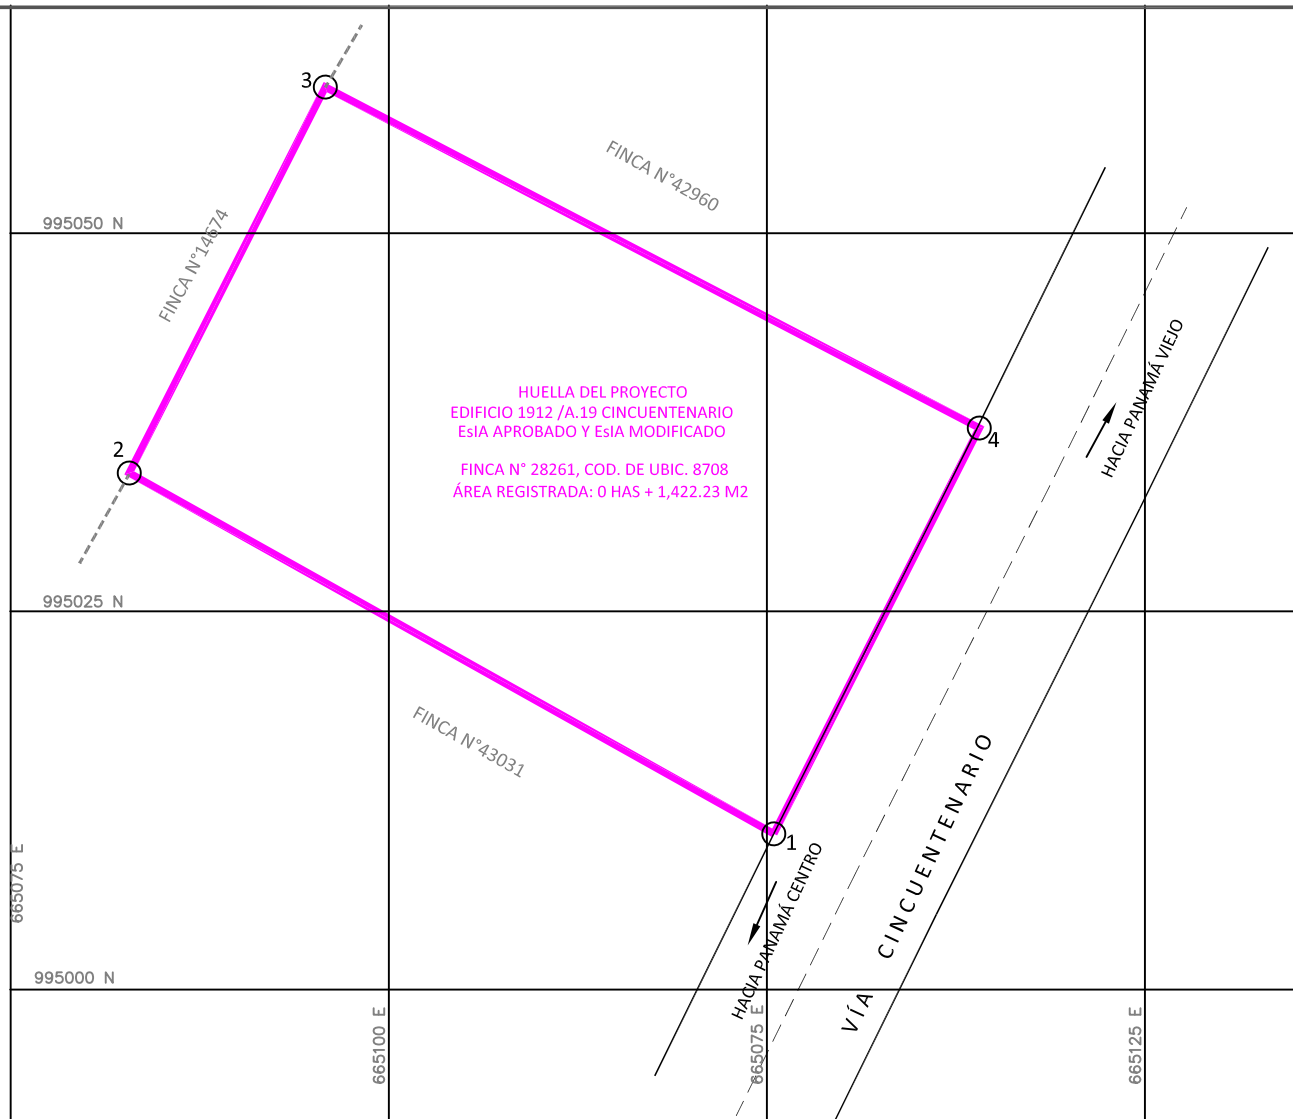 3
FINCA N°42960
995050 N
FINCA N°14674
HACIA PANAMÁ VIEJO
HUELLA DEL PROYECTO
EDIFICIO 1912 /A.19 CINCUENTENARIO
EsIA APROBADO Y EsIA MODIFICADO
FINCA N° 28261, COD. DE UBIC. 8708
ÁREA REGISTRADA: 0 HAS + 1,422.23 M2
2
4
995025 N
FINCA N°43031
1
VÍA CINCUENTENARIO
HACIA PANAMÁ CENTRO
665075 E
995000 N
665100 E
665075 E
665125 E